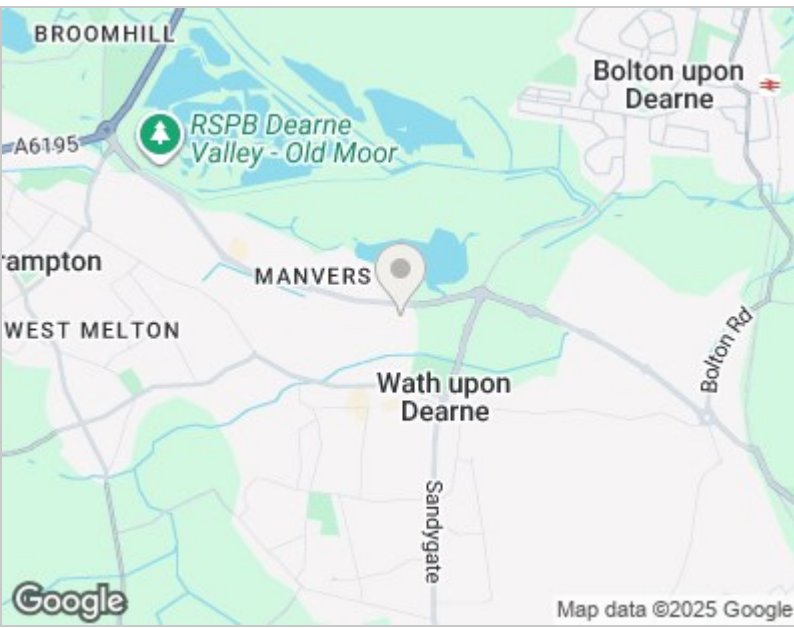 BROOMHILL
Bolton upon
Dearne
RSPB Dearne
Valley - Old Moor
A6195
rampton
MANVERS
WEST MELTON
Bolton Rd
Wath upon
Dearne
Sandygate
Google
Map data ©2025 Google